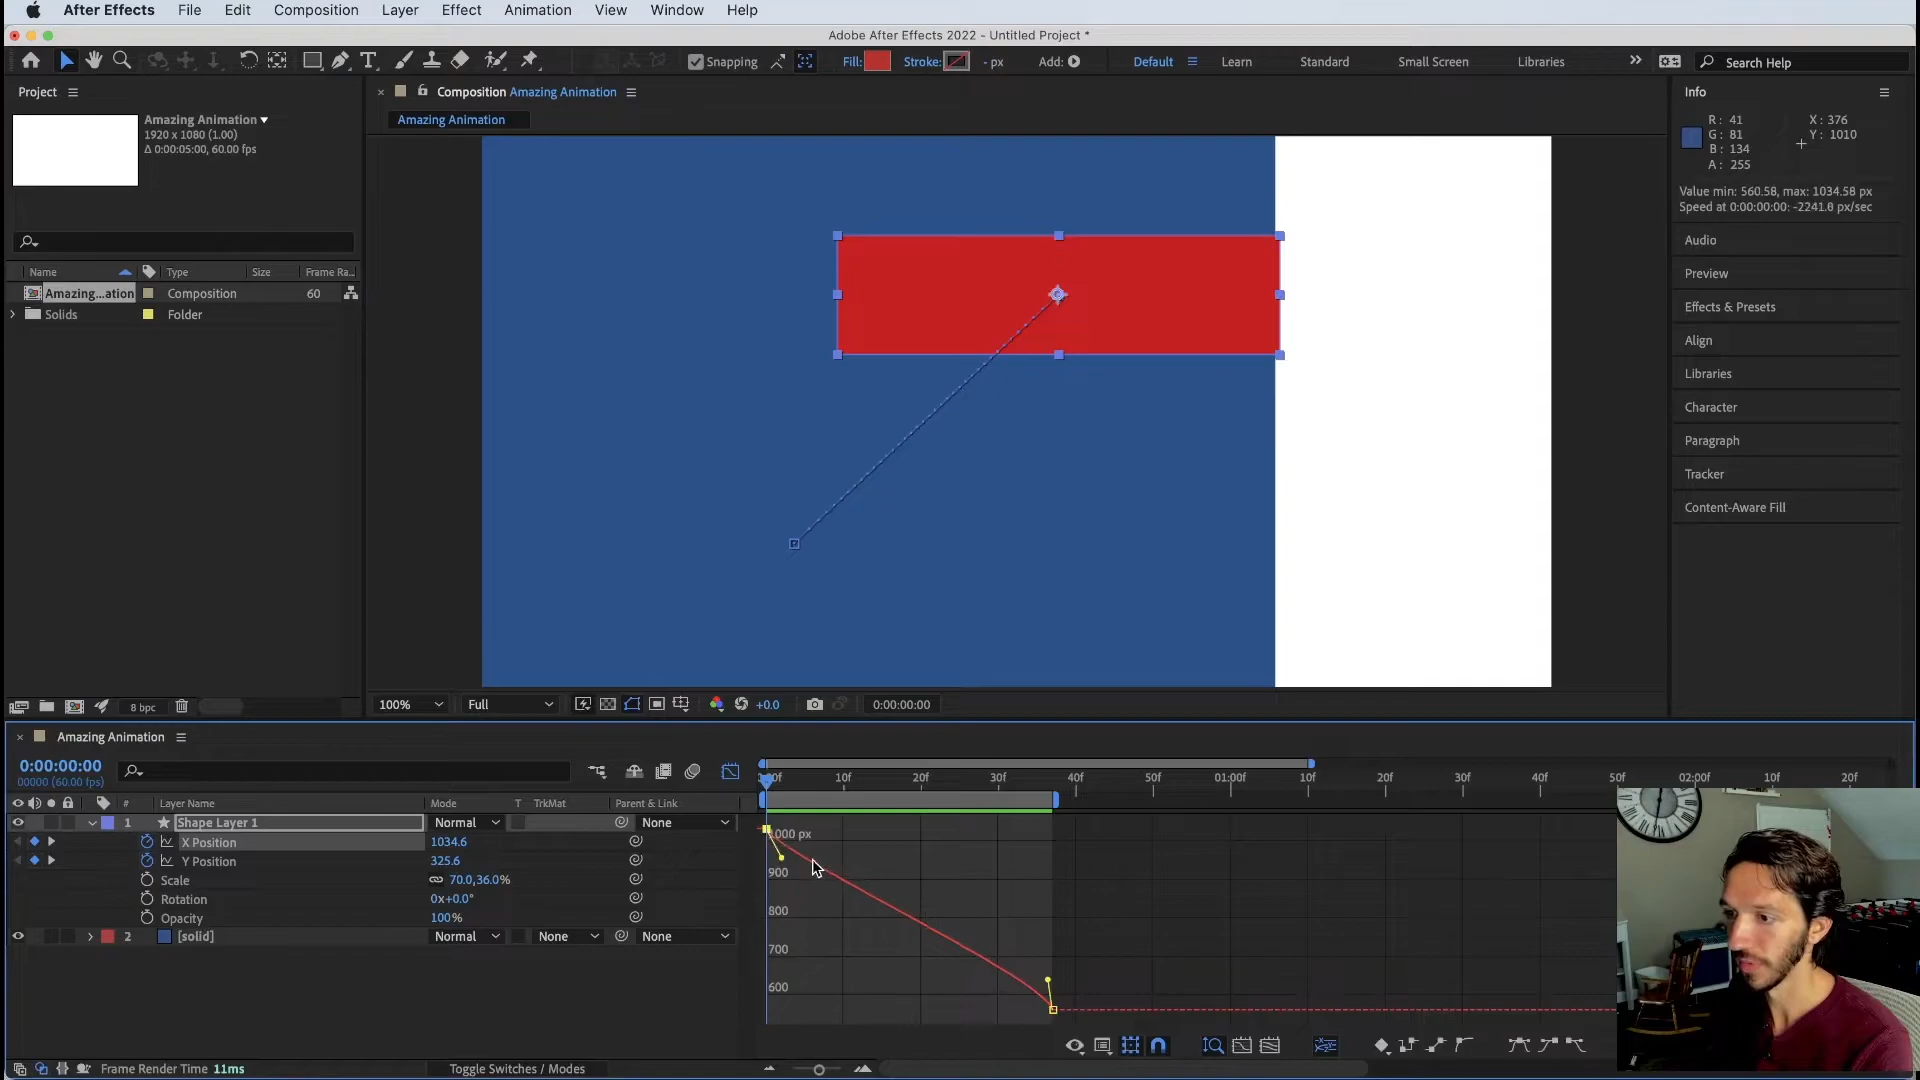 After Effects File Edit Composition Layer Effect Animation View Window Help
Adobe After Effects 2022 - Untitled Project *
Snapping Fill: Stroke: - px Add: Default Learn Standard Small Screen Libraries Search Help
Project
Composition Amazing Animation
Info
Amazing Animation
1920 x 1080 (1.00)
Δ 0:00:05:00, 60.00 fps
Amazing Animation
R : 41
G : 81
B : 134
A : 255
X : 376
Y : 1010
Value min: 560.58, max: 1034.58 px
Speed at 0:00:00:00: -2241.8 px/sec
Audio
Preview
Effects & Presets
Align
Libraries
Character
Paragraph
Tracker
Content-Aware Fill
Name Type Size Frame Ra...
Amazing...ation Composition 60
Solids Folder
8 bpc
100% Full +0.0 0:00:00:00
Amazing Animation
0:00:00:00
00000 (60.00 fps)
10f 20f 30f 40f 50f 01:00f 10f 20f 30f 40f 50f 02:00f 10f 20f
# Layer Name Mode T TrkMat Parent & Link
1 Shape Layer 1 Normal None
X Position 1034.6
Y Position 325.6
Scale 70.0,36.0%
Rotation 0x+0.0°
Opacity 100%
2 [solid] Normal None None
1000 px
900
800
700
600
Frame Render Time 11ms Toggle Switches / Modes